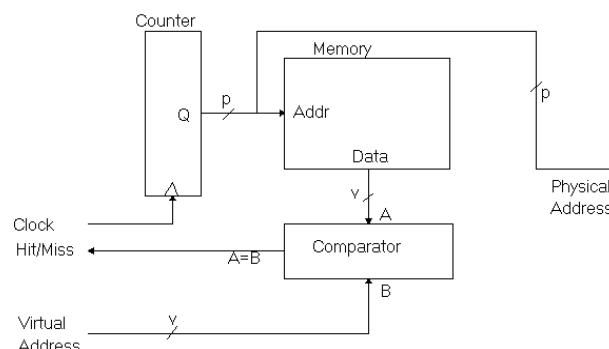 Counter
Memory
p
Q
Addr
p
Data
Physical
Address
v
A
Clock
Hit/Miss
A=B
Comparator
B
Virtual
Address
v